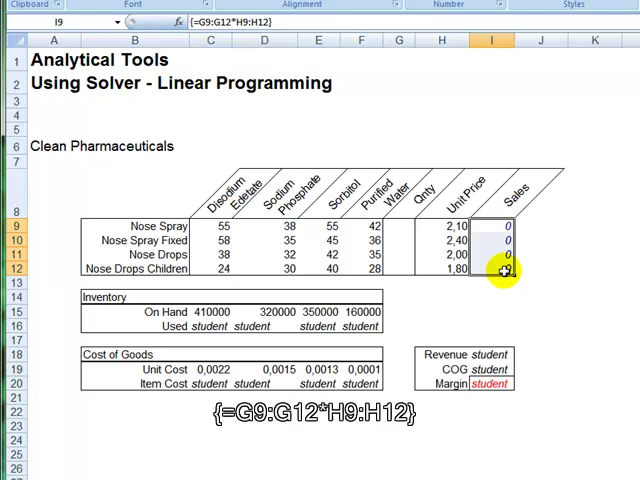 Clipboard Font Alignment Number Styles
I9 fx {=G9:G12*H9:H12}
A B C D E F G H I J K
1 Analytical Tools
2 Using Solver - Linear Programming
3
4
5
6 Clean Pharmaceuticals
7
8 Disodium Edetate Sodium Phosphate Sorbitol Purified Water Qnty Unit Price Sales
9 Nose Spray 55 38 55 42 2,10 0
10 Nose Spray Fixed 58 35 45 36 2,40 0
11 Nose Drops 38 32 42 35 2,00 0
12 Nose Drops Children 24 30 40 28 1,80
13
14 Inventory
15 On Hand 410000 320000 350000 160000
16 Used student student student student
17
18 Cost of Goods Revenue student
19 Unit Cost 0,0022 0,0015 0,0013 0,0001 COG student
20 Item Cost student student student student Margin student
21
22 {=G9:G12*H9:H12}
23
24
25
26